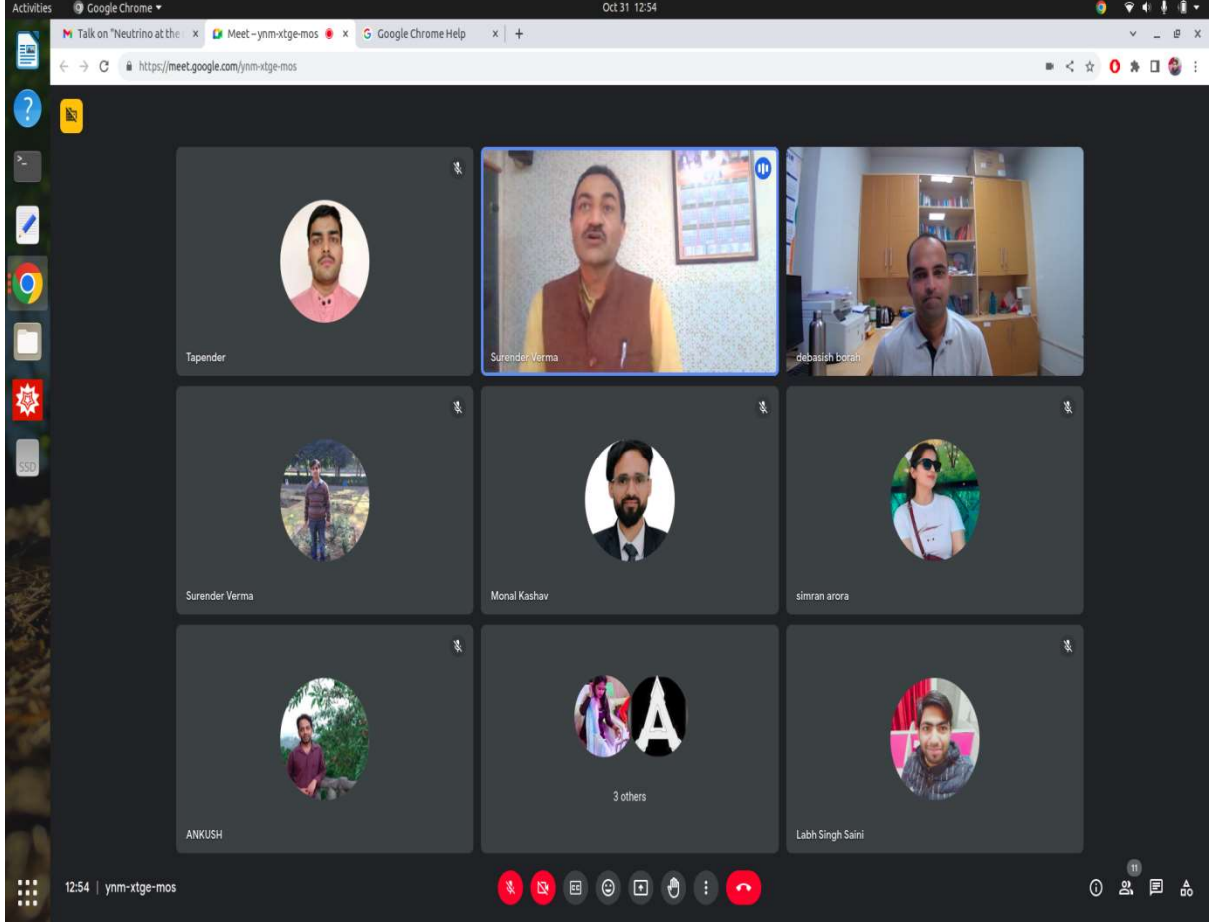 Activities
Google Chrome
Oct 31 12:54
Talk on "Neutrino at the
Meet – ynm-xtge-mos
Google Chrome Help
https://meet.google.com/ynm-xtge-mos
Tapender
Surender Verma
debasish borah
Surender Verma
Monal Kashav
simran arora
ANKUSH
A
3 others
Labh Singh Saini
SSD
12:54 | ynm-xtge-mos
CC
11